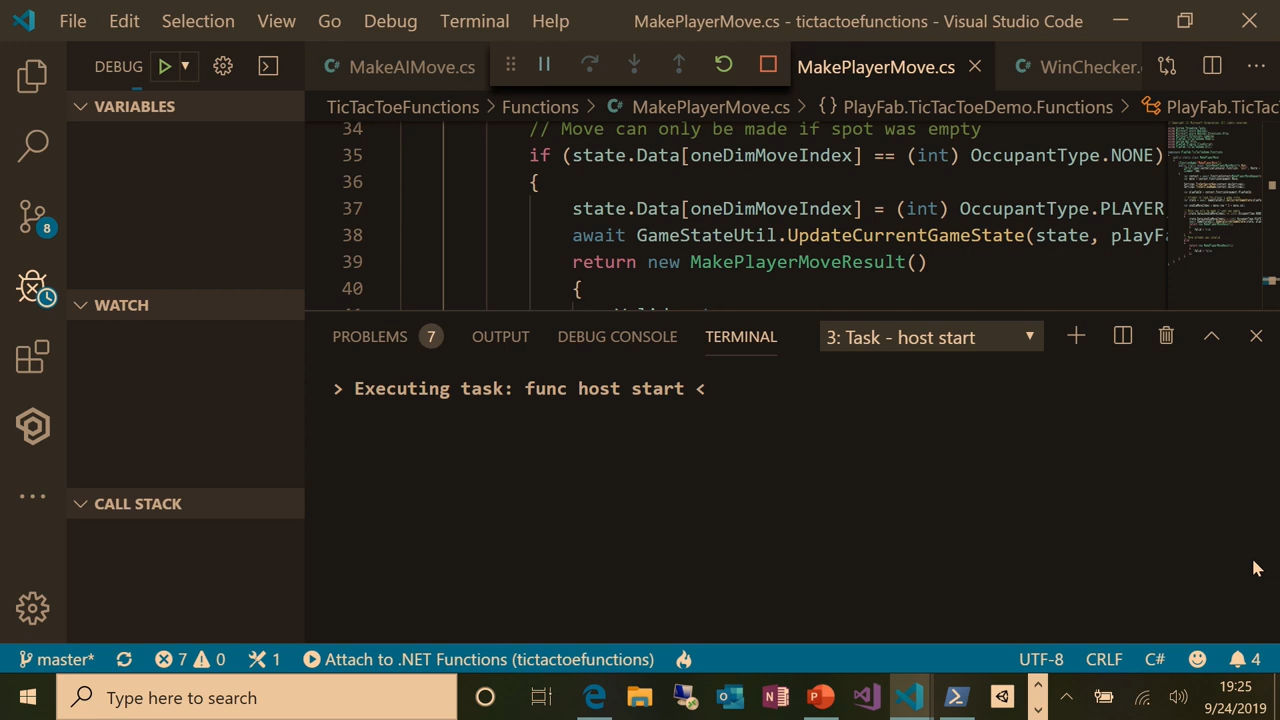 File Edit Selection View Go Debug Terminal Help MakePlayerMove.cs - tictactoefunctions - Visual Studio Code
DEBUG
MakeAIMove.cs
MakePlayerMove.cs
WinChecker.
VARIABLES
TicTacToeFunctions > Functions > MakePlayerMove.cs > {} PlayFab.TicTacToeDemo.Functions > PlayFab.TicTac
34 // Move can only be made if spot was empty
35 if (state.Data[oneDimMoveIndex] == (int) OccupantType.NONE)
36 {
37 state.Data[oneDimMoveIndex] = (int) OccupantType.PLAYER
38 await GameStateUtil.UpdateCurrentGameState(state, playFa
39 return new MakePlayerMoveResult()
40 {
WATCH
PROBLEMS 7 OUTPUT DEBUG CONSOLE TERMINAL 3: Task - host start
> Executing task: func host start <
8
CALL STACK
master* 7 0 1 Attach to .NET Functions (tictactoefunctions) UTF-8 CRLF C# 4
Type here to search
19:25
9/24/2019